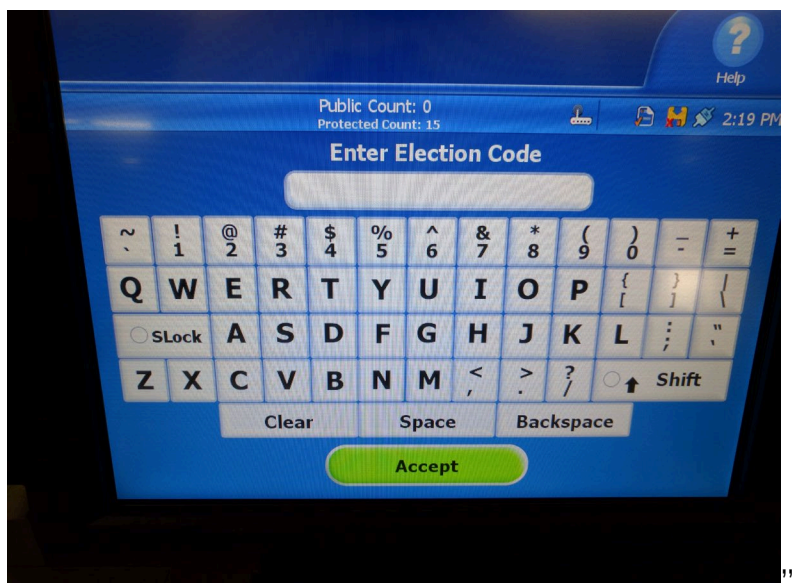 Help
Public Count: 0
Protected Count: 15
2:19 PM
Enter Election Code
~ ! @ # $ % ^ & * ( ) _ +
` 1 2 3 4 5 6 7 8 9 0 - =
Q W E R T Y U I O P { } |
[ ] \
SLock A S D F G H J K L : "
; '
Z X C V B N M < > ? Shift
, . /
Clear Space Backspace
Accept
,,